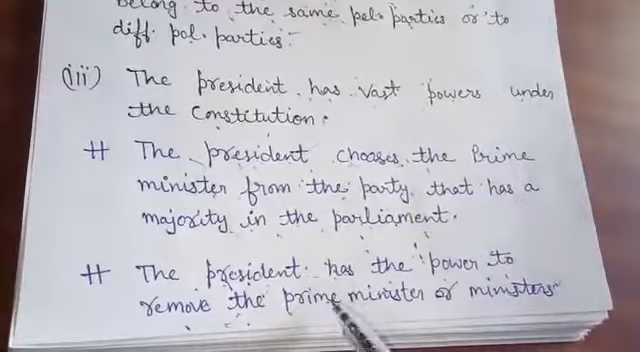 belong to the same pol. parties or to
diff. pol. parties.
(iii) The president has vast powers under
the Constitution.
# The president chooses the Prime
minister from the party that has a
majority in the parliament.
# The president has the power to
remove the prime minister or ministers